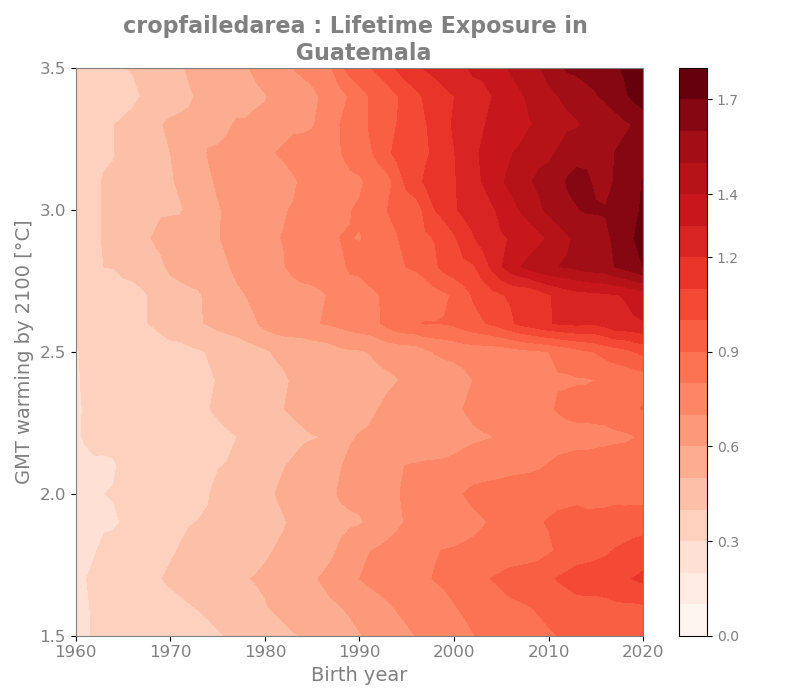 cropfailedarea : Lifetime Exposure in
Guatemala
3.5
3.0
2.5
2.0
1.5
GMT warming by 2100 [°C]
1960 1970 1980 1990 2000 2010 2020
Birth year
1.7
1.4
1.2
0.9
0.6
0.3
0.0